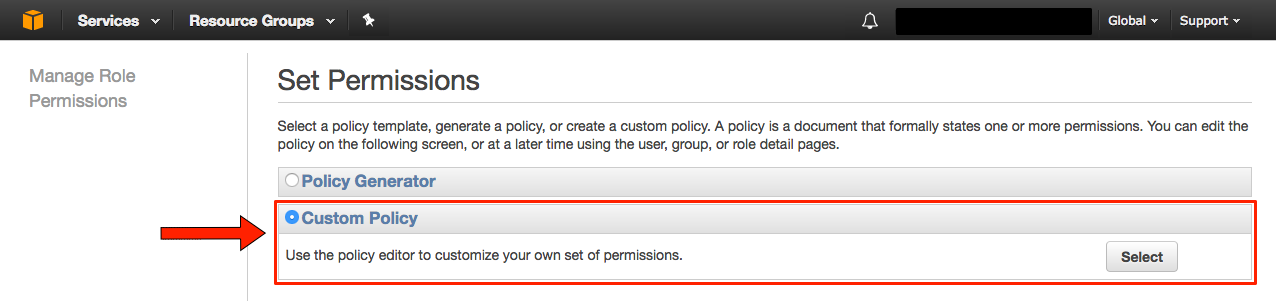 Services Resource Groups Global Support
Manage Role
Permissions
Set Permissions
Select a policy template, generate a policy, or create a custom policy. A policy is a document that formally states one or more permissions. You can edit the
policy on the following screen, or at a later time using the user, group, or role detail pages.
Policy Generator
Custom Policy
Use the policy editor to customize your own set of permissions. Select